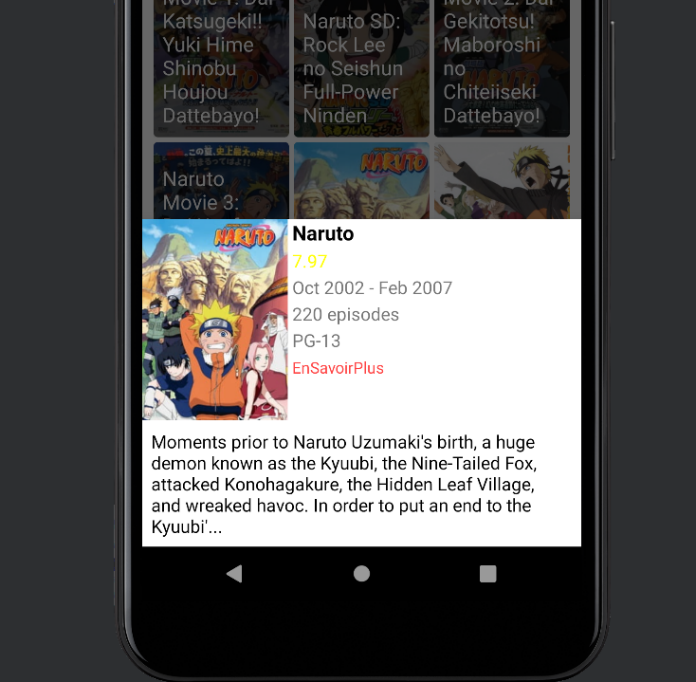 Movie 1: Dai
Katsugeki!!
Yuki Hime
Shinobu
Houjou
Dattebayo!
Naruto SD:
Rock Lee
no Seishun
Full-Power
Ninden
Movie 2: Dai
Gekitotsu!
Maboroshi
no
Chiteiiseki
Dattebayo!
Naruto
Movie 3:
NARUTO
NARUTO
Naruto
7.97
Oct 2002 - Feb 2007
220 episodes
PG-13
EnSavoirPlus
Moments prior to Naruto Uzumaki's birth, a huge
demon known as the Kyuubi, the Nine-Tailed Fox,
attacked Konohagakure, the Hidden Leaf Village,
and wreaked havoc. In order to put an end to the
Kyuubi'...